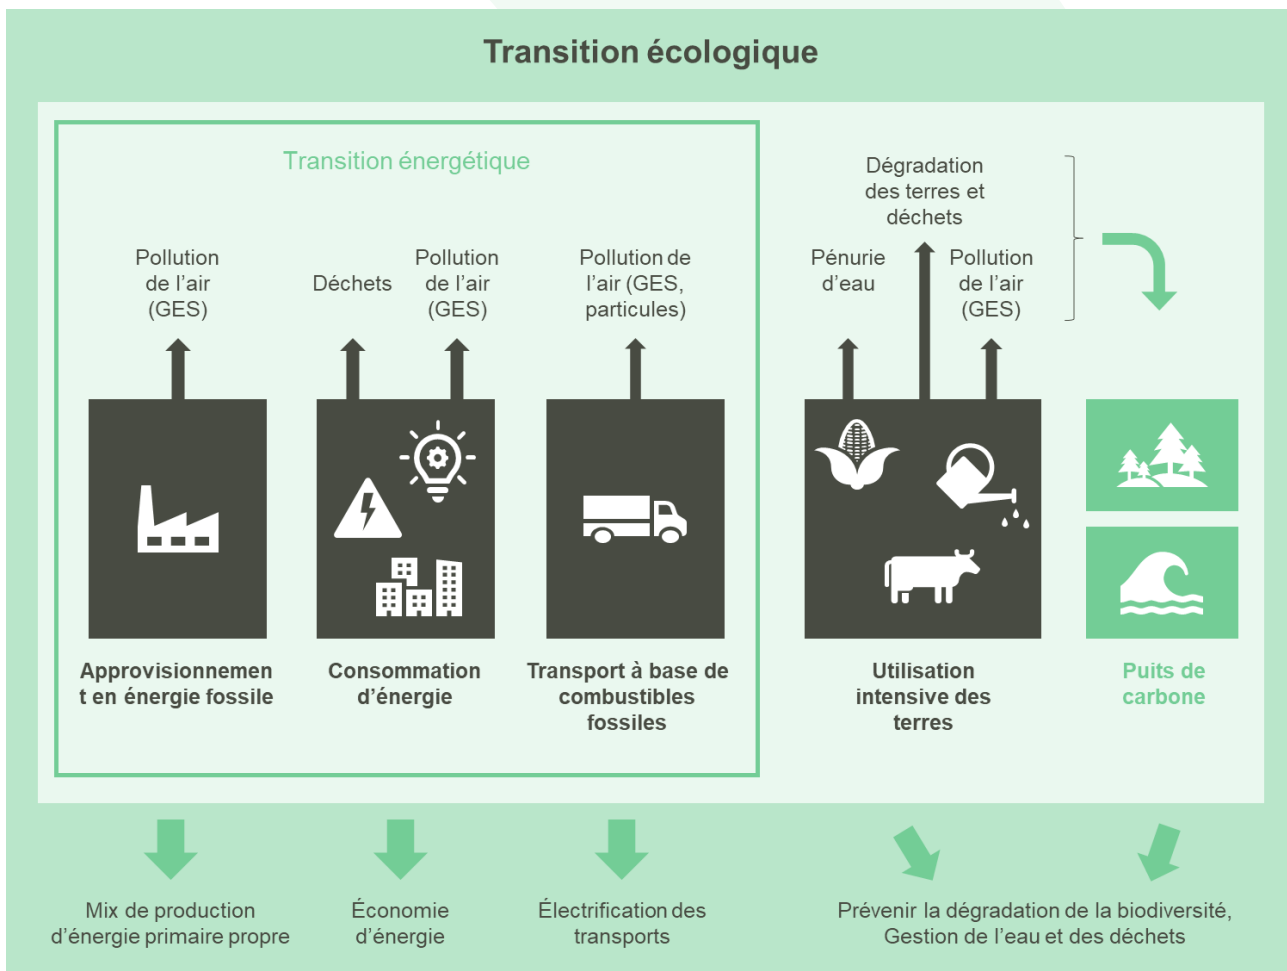 Transition écologique
Transition énergétique
Pollution
de l’air
(GES)
Déchets
Pollution
de l’air
(GES)
Pollution de
l’air (GES,
particules)
Dégradation
des terres et
déchets
Pénurie
d’eau
Pollution
de l’air
(GES)
Approvisionnemen
t en énergie fossile
Consommation
d’énergie
Transport à base de
combustibles
fossiles
Utilisation
intensive des
terres
Puits de
carbone
Mix de production
d’énergie primaire propre
Économie
d’énergie
Électrification des
transports
Prévenir la dégradation de la biodiversité,
Gestion de l’eau et des déchets